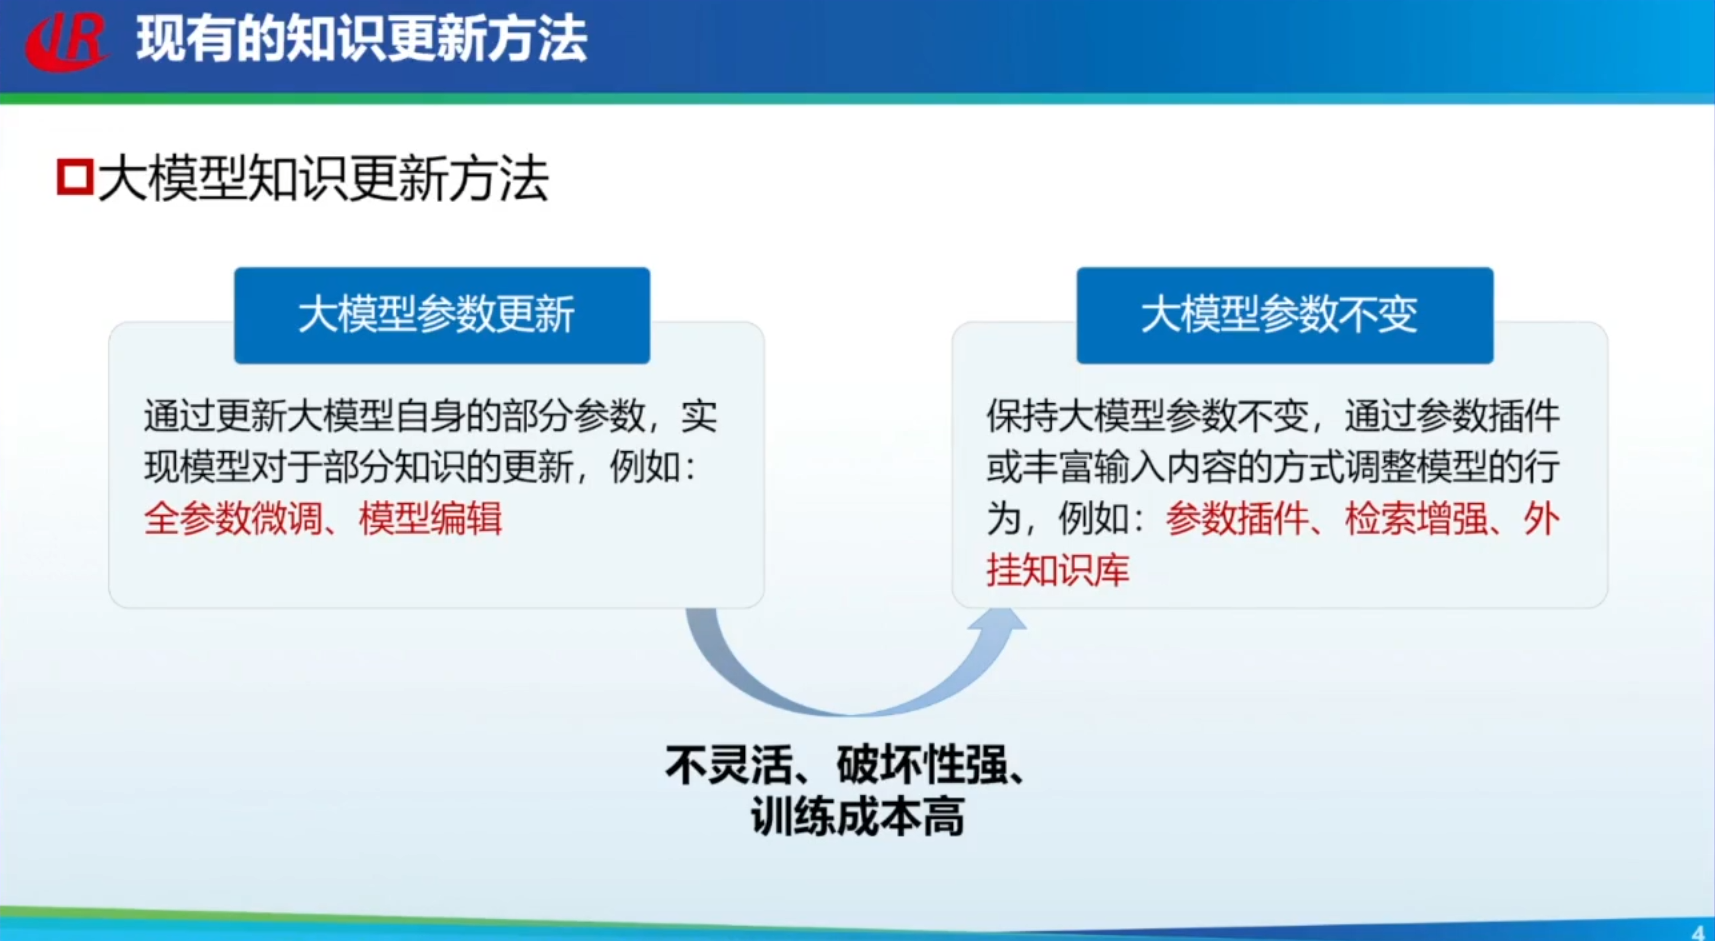 现有的知识更新方法
大模型知识更新方法
大模型参数更新
通过更新大模型自身的部分参数，实
现模型对于部分知识的更新，例如：
全参数微调、模型编辑
大模型参数不变
保持大模型参数不变，通过参数插件
或丰富输入内容的方式调整模型的行
为，例如：参数插件、检索增强、外
挂知识库
不灵活、破坏性强、
训练成本高
4